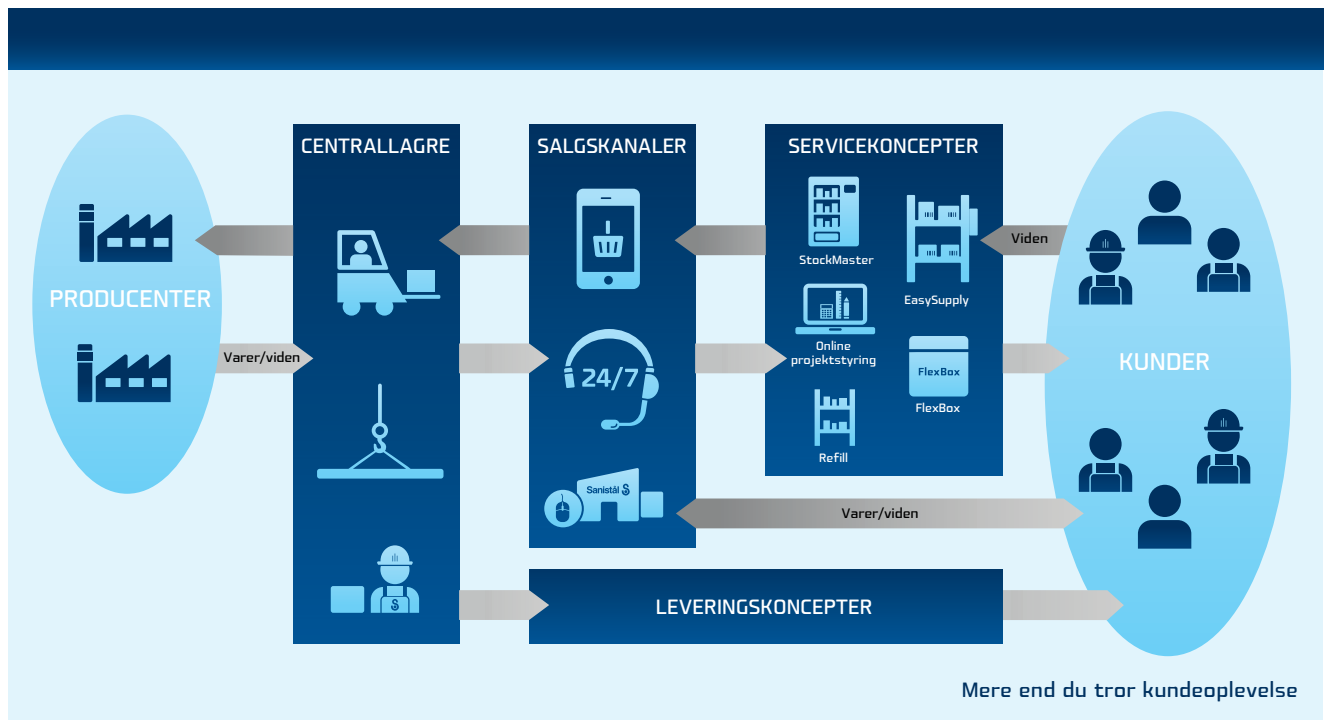 CENTRALLAGRE
SALGSKANALER
SERVICEKONCEPTER
StockMaster
EasySupply
Viden
PRODUCENTER
Varer/viden
24/7
Online
projektstyring
FlexBox
FlexBox
Refill
KUNDER
Sanistål
Varer/viden
LEVERINGSKONCEPTER
Mere end du tror kundeoplevelse